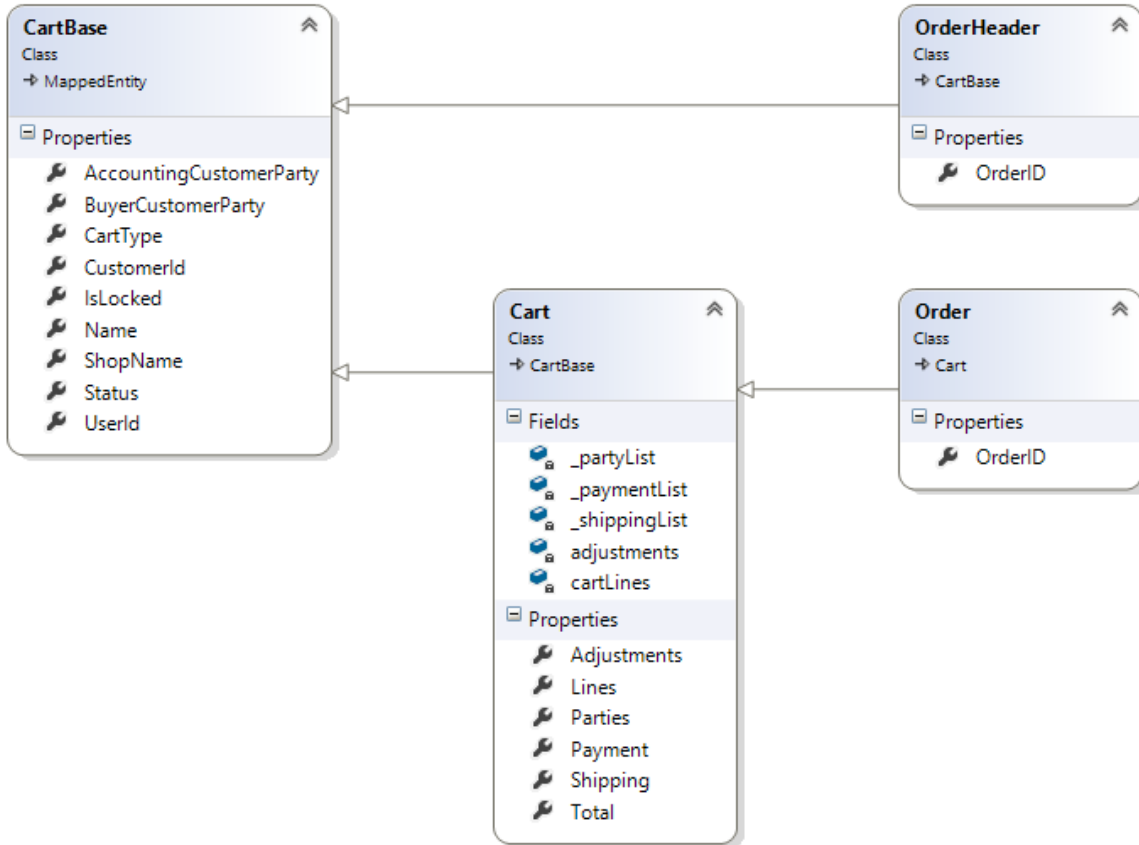 CartBase
Class
MappedEntity
Properties
AccountingCustomerParty
BuyerCustomerParty
CartType
CustomerId
IsLocked
Name
ShopName
Status
UserId
OrderHeader
Class
CartBase
Properties
OrderID
Cart
Class
CartBase
Fields
_partyList
_paymentList
_shippingList
adjustments
cartLines
Properties
Adjustments
Lines
Parties
Payment
Shipping
Total
Order
Class
Cart
Properties
OrderID